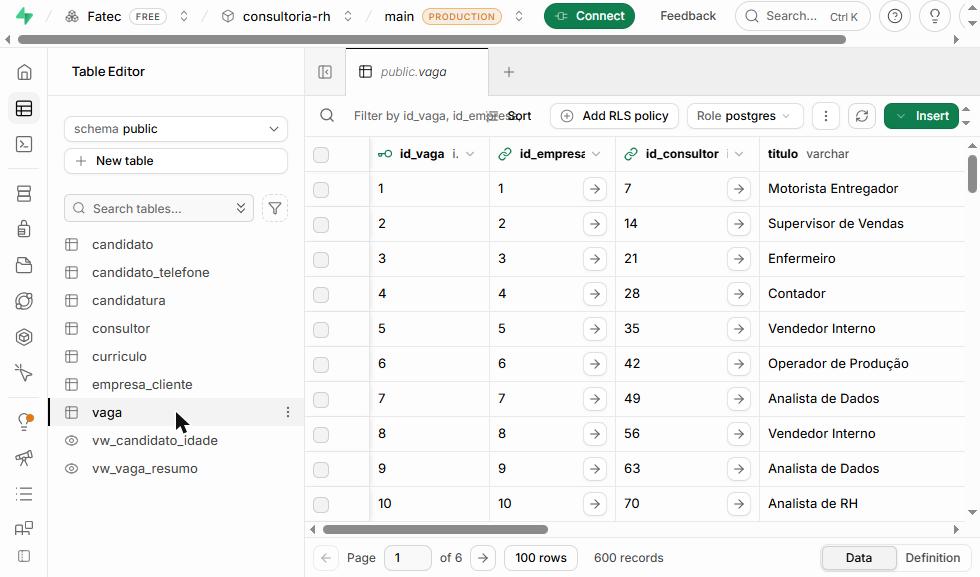 Fatec FREE consultoria-rh main PRODUCTION Connect Feedback Search... Ctrl K
Table Editor
public.vaga
schema public
New table
Search tables...
candidato
candidato_telefone
candidatura
consultor
curriculo
empresa_cliente
vaga
vw_candidato_idade
vw_vaga_resumo
Filter by id_vaga, id_empresa, Sort Add RLS policy Role postgres Insert
id_vaga i. id_empresa id_consultor titulo varchar
1 1 7 Motorista Entregador
2 2 14 Supervisor de Vendas
3 3 21 Enfermeiro
4 4 28 Contador
5 5 35 Vendedor Interno
6 6 42 Operador de Produção
7 7 49 Analista de Dados
8 8 56 Vendedor Interno
9 9 63 Analista de Dados
10 10 70 Analista de RH
Page 1 of 6 100 rows 600 records Data Definition